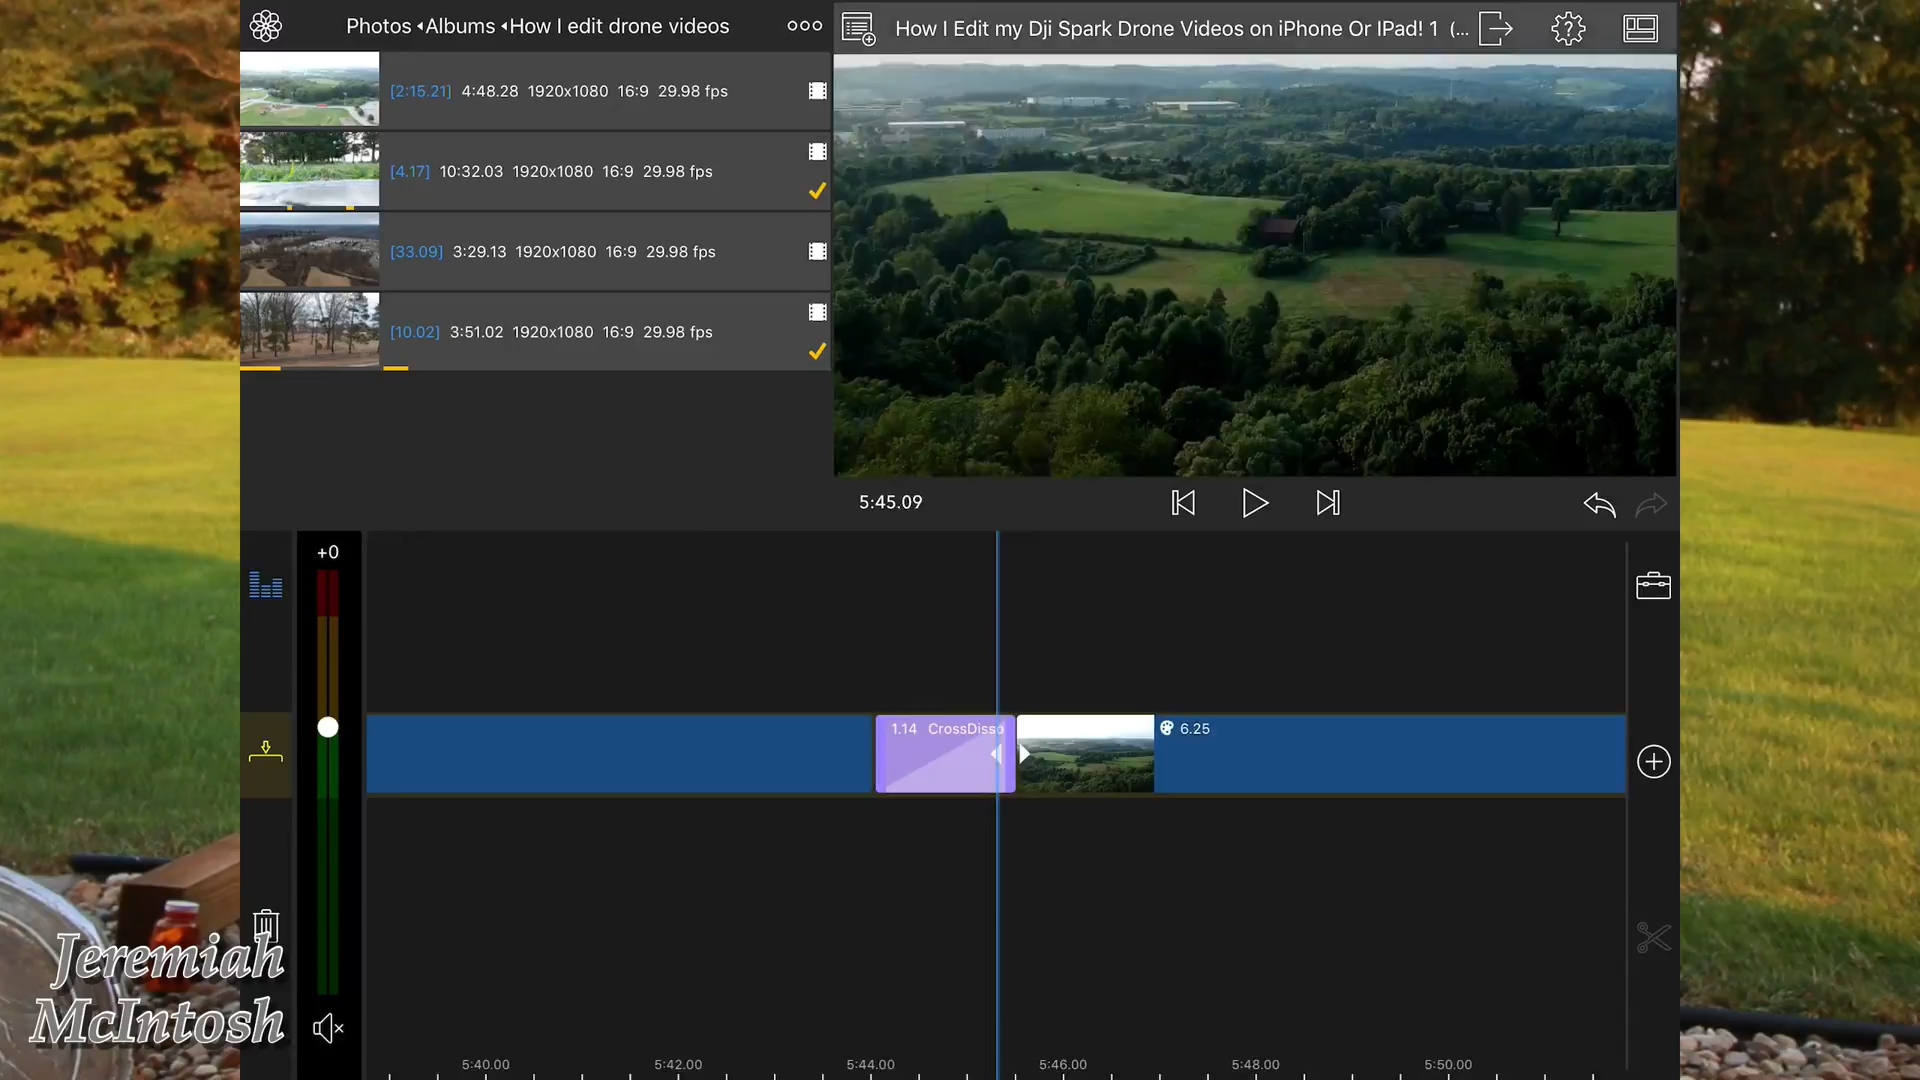 Photos ◂Albums ◂How I edit drone videos
How I Edit my Dji Spark Drone Videos on iPhone Or IPad! 1 (...
[2:15.21] 4:48.28 1920x1080 16:9 29.98 fps
[4.17] 10:32.03 1920x1080 16:9 29.98 fps
[33.09] 3:29.13 1920x1080 16:9 29.98 fps
[10.02] 3:51.02 1920x1080 16:9 29.98 fps
5:45.09
+0
1.14 CrossDisso
6.25
Jeremiah
McIntosh
5:40.00 5:42.00 5:44.00 5:46.00 5:48.00 5:50.00